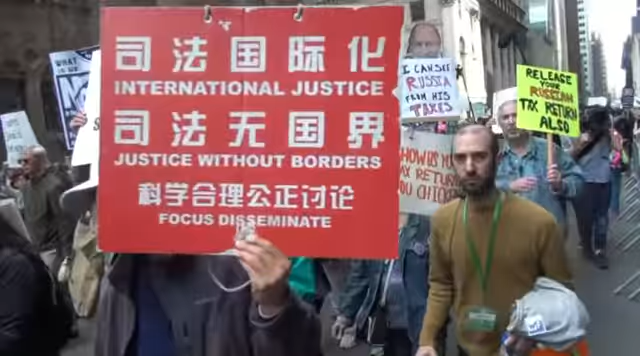 司法国际化
INTERNATIONAL JUSTICE
司法无国界
JUSTICE WITHOUT BORDERS
科学合理公正讨论
FOCUS DISSEMINATE
WHAT
I CAN SEE
RUSSIA
FROM HIS
TAXES
RELEASE
YOUR
RUSSIAN
TAX RETURN
ALSO